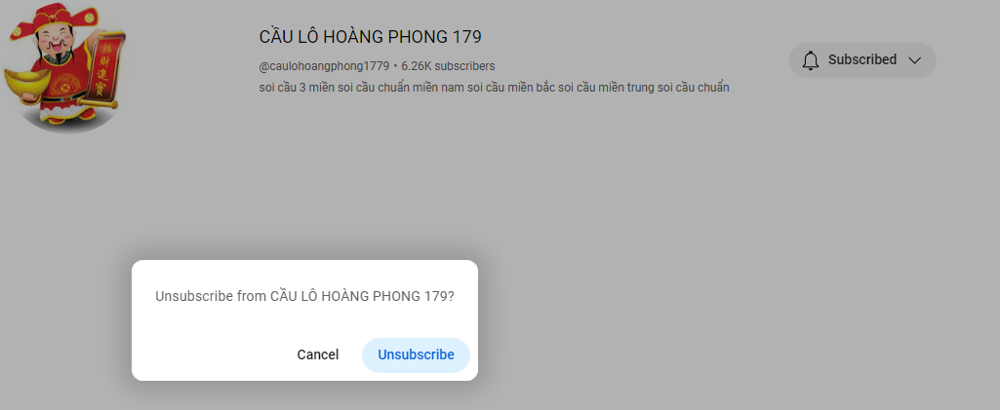 CẦU LÔ HOÀNG PHONG 179
@caulohoangphong1779 • 6.26K subscribers
soi cầu 3 miền soi cầu chuẩn miền nam soi cầu miền bắc soi cầu miền trung soi cầu chuẩn
Subscribed
招財進寶
Unsubscribe from CẦU LÔ HOÀNG PHONG 179?
Cancel Unsubscribe